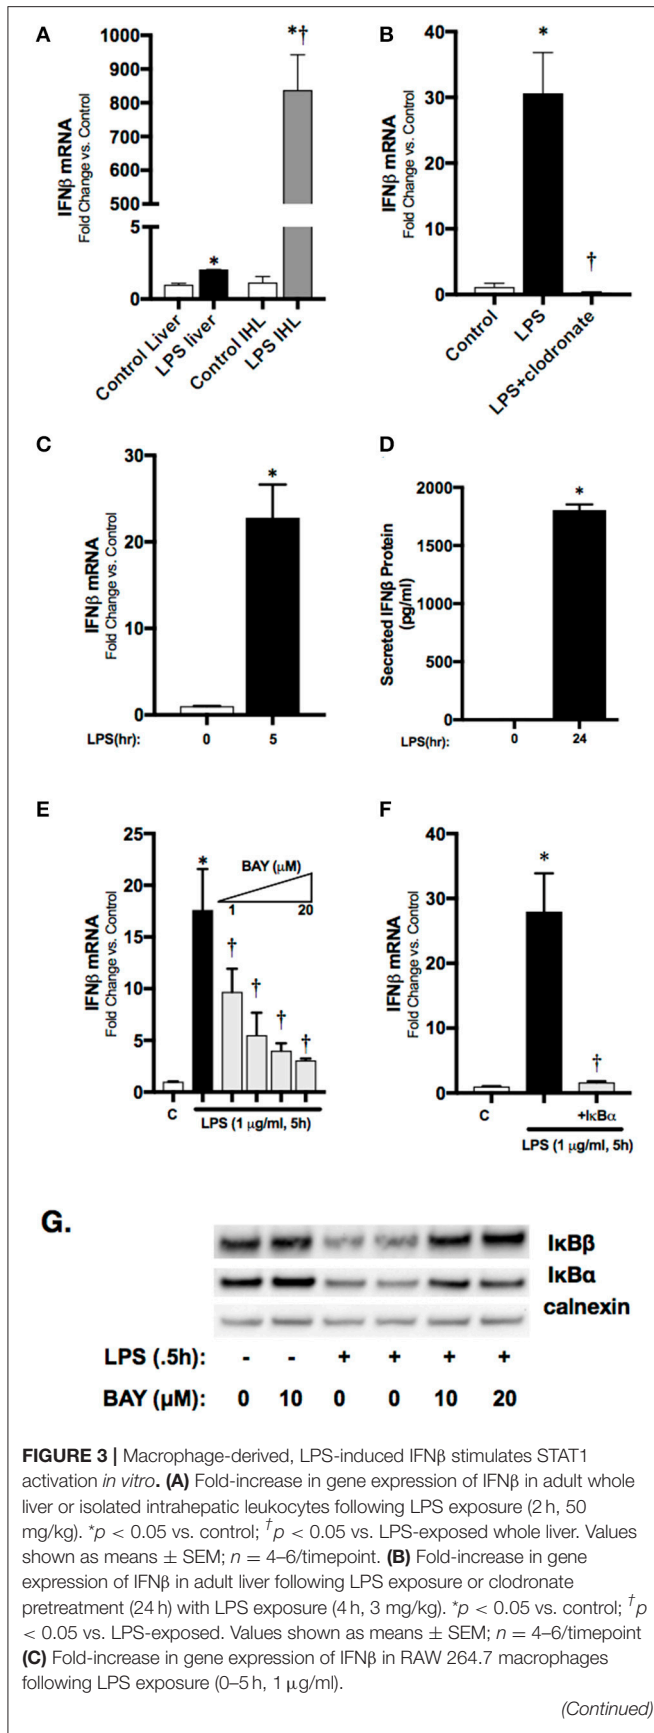 A
1000
900
800
700
600
500
5
0
IFNβ mRNA
Fold Change vs. Control
*
*†
Control Liver
LPS liver
Control IHL
LPS IHL
B
40
30
20
10
0
IFNβ mRNA
Fold Change vs. Control
*
†
Control
LPS
LPS+clodronate
C
30
20
10
0
IFNβ mRNA
Fold Change vs. Control
*
LPS(hr): 0 5
D
2000
1500
1000
500
0
Secreted IFNβ Protein
(pg/ml)
*
LPS(hr): 0 24
E
25
20
15
10
5
0
IFNβ mRNA
Fold Change vs. Control
*
BAY (μM)
1 20
† † † †
C
LPS (1 μg/ml, 5h)
F
40
30
20
10
0
IFNβ mRNA
Fold Change vs. Control
*
†
C +IκBα
LPS (1 μg/ml, 5h)
G.
IκBβ
IκBα
calnexin
LPS (.5h): - - + + + +
BAY (μM): 0 10 0 0 10 20
FIGURE 3 | Macrophage-derived, LPS-induced IFNβ stimulates STAT1
activation in vitro. (A) Fold-increase in gene expression of IFNβ in adult whole
liver or isolated intrahepatic leukocytes following LPS exposure (2 h, 50
mg/kg). *p < 0.05 vs. control; †p < 0.05 vs. LPS-exposed whole liver. Values
shown as means ± SEM; n = 4–6/timepoint. (B) Fold-increase in gene
expression of IFNβ in adult liver following LPS exposure or clodronate
pretreatment (24 h) with LPS exposure (4 h, 3 mg/kg). *p < 0.05 vs. control; †p
< 0.05 vs. LPS-exposed. Values shown as means ± SEM; n = 4–6/timepoint
(C) Fold-increase in gene expression of IFNβ in RAW 264.7 macrophages
following LPS exposure (0–5 h, 1 μg/ml).
(Continued)